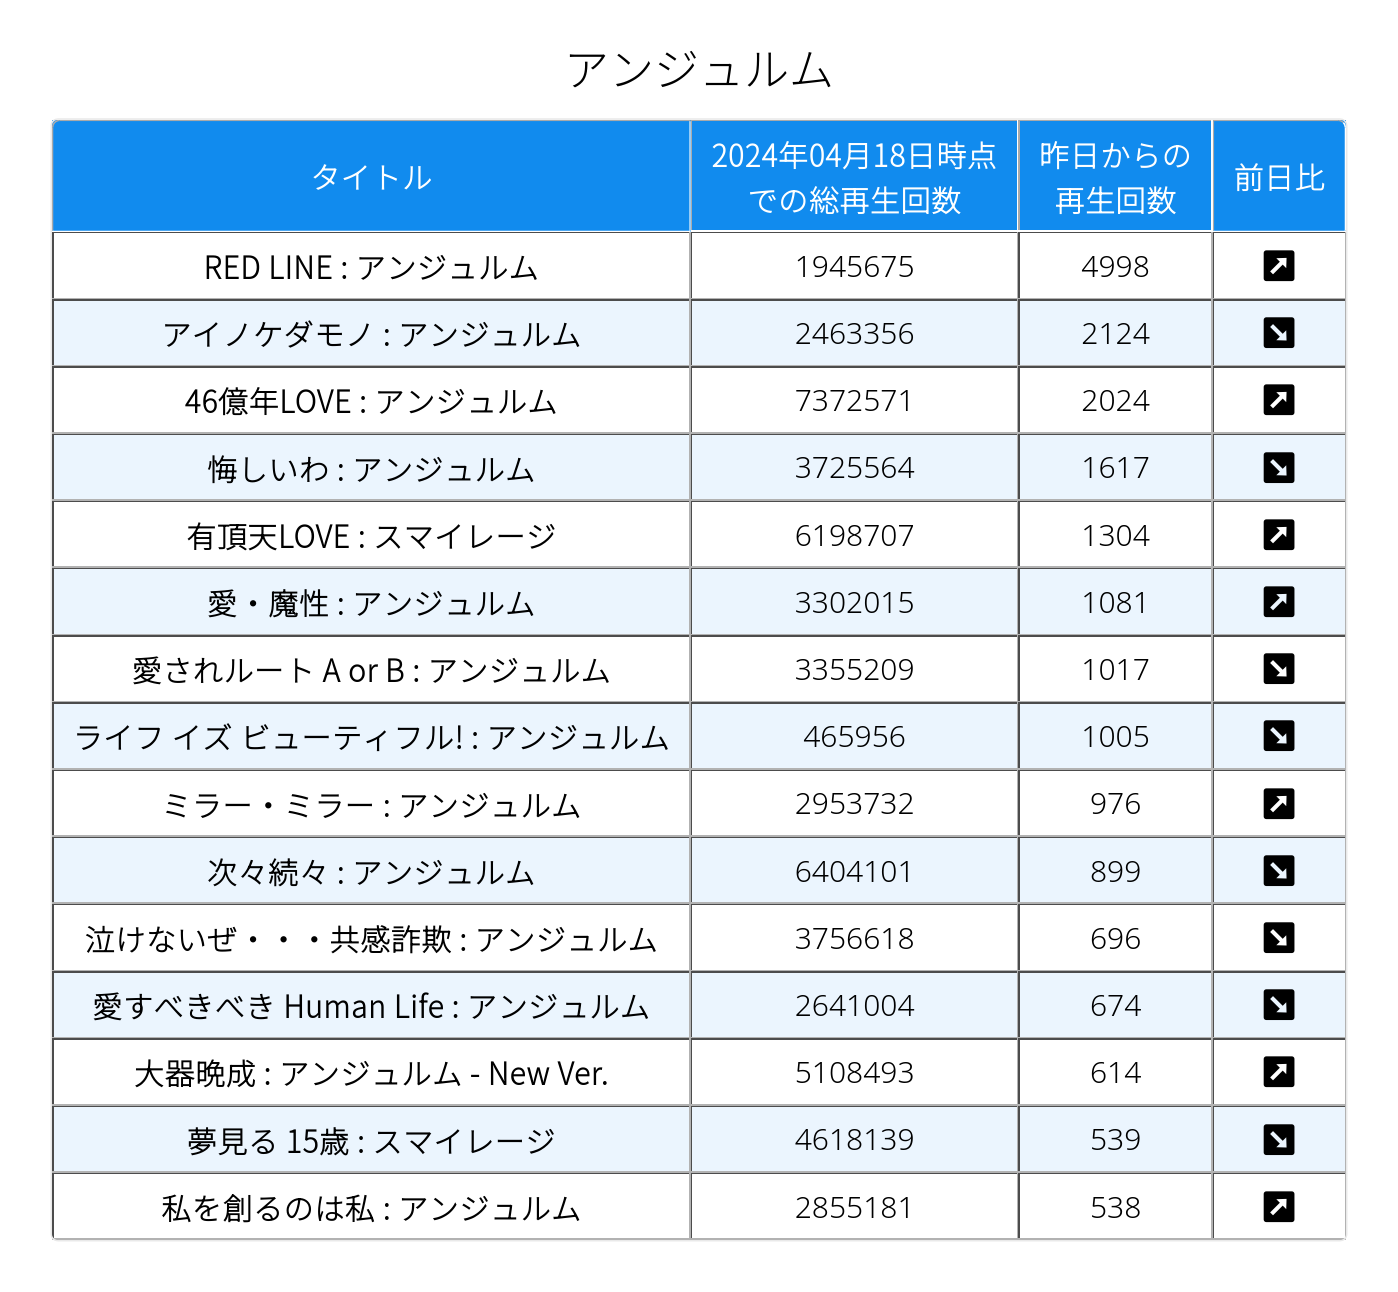 アンジュルム
タイトル 2024年04月18日時点での総再生回数 昨日からの再生回数 前日比
RED LINE : アンジュルム 1945675 4998 ↗
アイノケダモノ : アンジュルム 2463356 2124 ↘
46億年LOVE : アンジュルム 7372571 2024 ↗
悔しいわ : アンジュルム 3725564 1617 ↘
有頂天LOVE : スマイレージ 6198707 1304 ↗
愛・魔性 : アンジュルム 3302015 1081 ↗
愛されルート A or B : アンジュルム 3355209 1017 ↘
ライフ イズ ビューティフル! : アンジュルム 465956 1005 ↘
ミラー・ミラー : アンジュルム 2953732 976 ↗
次々続々 : アンジュルム 6404101 899 ↘
泣けないぜ・・・共感詐欺 : アンジュルム 3756618 696 ↘
愛すべきべき Human Life : アンジュルム 2641004 674 ↘
大器晩成 : アンジュルム - New Ver. 5108493 614 ↗
夢見る 15歳 : スマイレージ 4618139 539 ↘
私を創るのは私 : アンジュルム 2855181 538 ↗